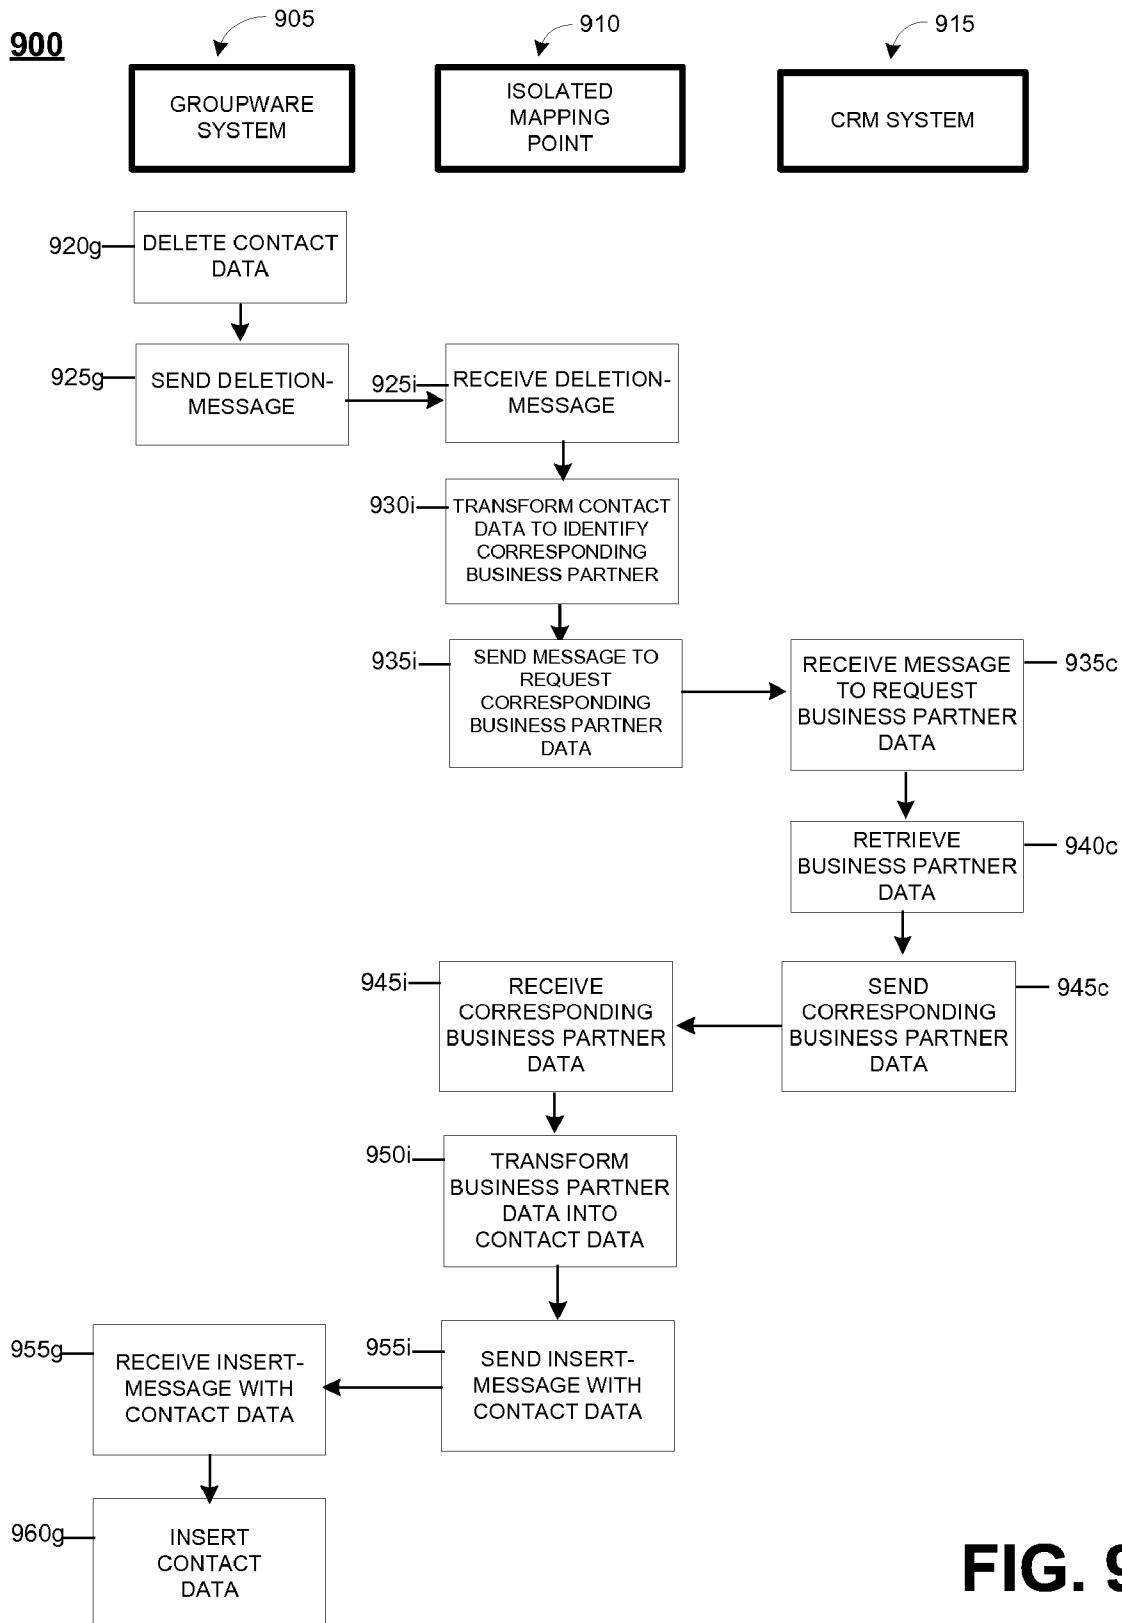 900
905
910
915
GROUPWARE
SYSTEM
ISOLATED
MAPPING
POINT
CRM SYSTEM
920g
DELETE CONTACT
DATA
925g
SEND DELETION-
MESSAGE
925i
RECEIVE DELETION-
MESSAGE
930i
TRANSFORM CONTACT
DATA TO IDENTIFY
CORRESPONDING
BUSINESS PARTNER
935i
SEND MESSAGE TO
REQUEST
CORRESPONDING
BUSINESS PARTNER
DATA
RECEIVE MESSAGE
TO REQUEST
BUSINESS PARTNER
DATA
935c
RETRIEVE
BUSINESS PARTNER
DATA
940c
945i
RECEIVE
CORRESPONDING
BUSINESS PARTNER
DATA
SEND
CORRESPONDING
BUSINESS PARTNER
DATA
945c
950i
TRANSFORM
BUSINESS PARTNER
DATA INTO
CONTACT DATA
955g
RECEIVE INSERT-
MESSAGE WITH
CONTACT DATA
955i
SEND INSERT-
MESSAGE WITH
CONTACT DATA
960g
INSERT
CONTACT
DATA
FIG. 9